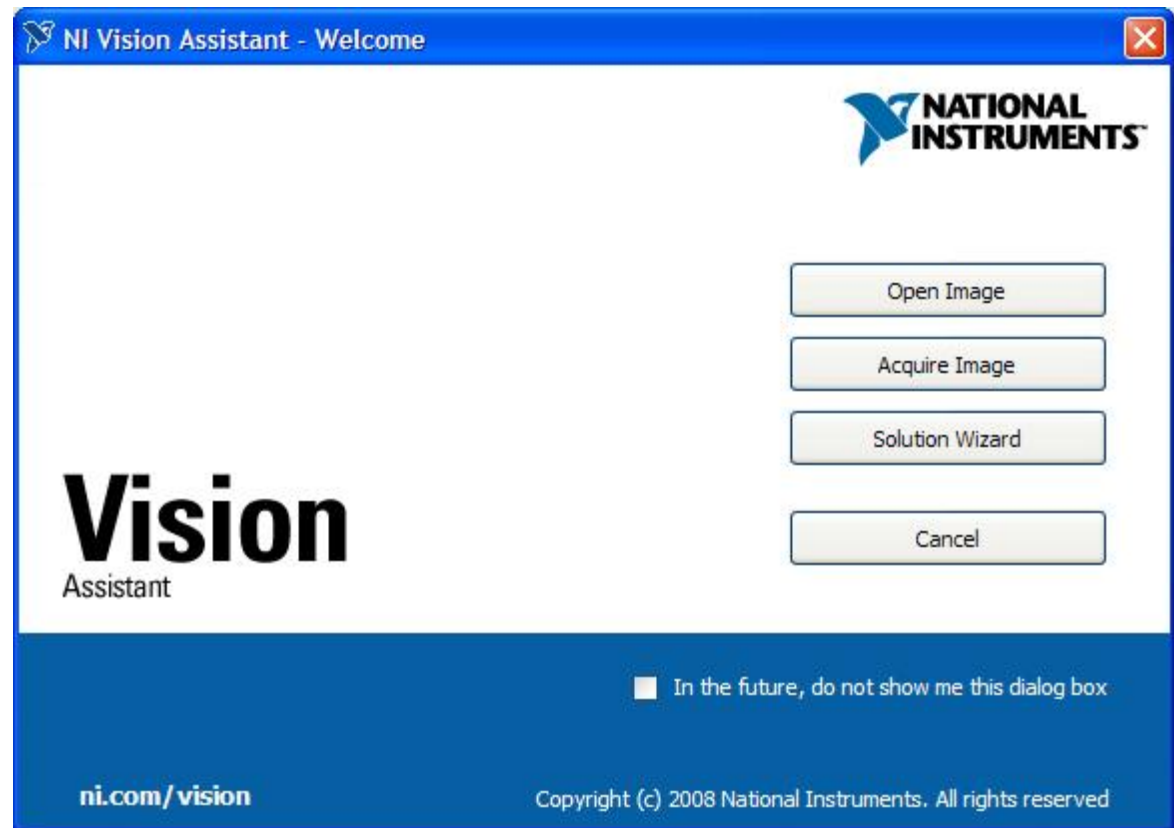 NI Vision Assistant - Welcome
NATIONAL
INSTRUMENTS™
Open Image
Acquire Image
Solution Wizard
Cancel
Vision
Assistant
In the future, do not show me this dialog box
ni.com/vision
Copyright (c) 2008 National Instruments. All rights reserved